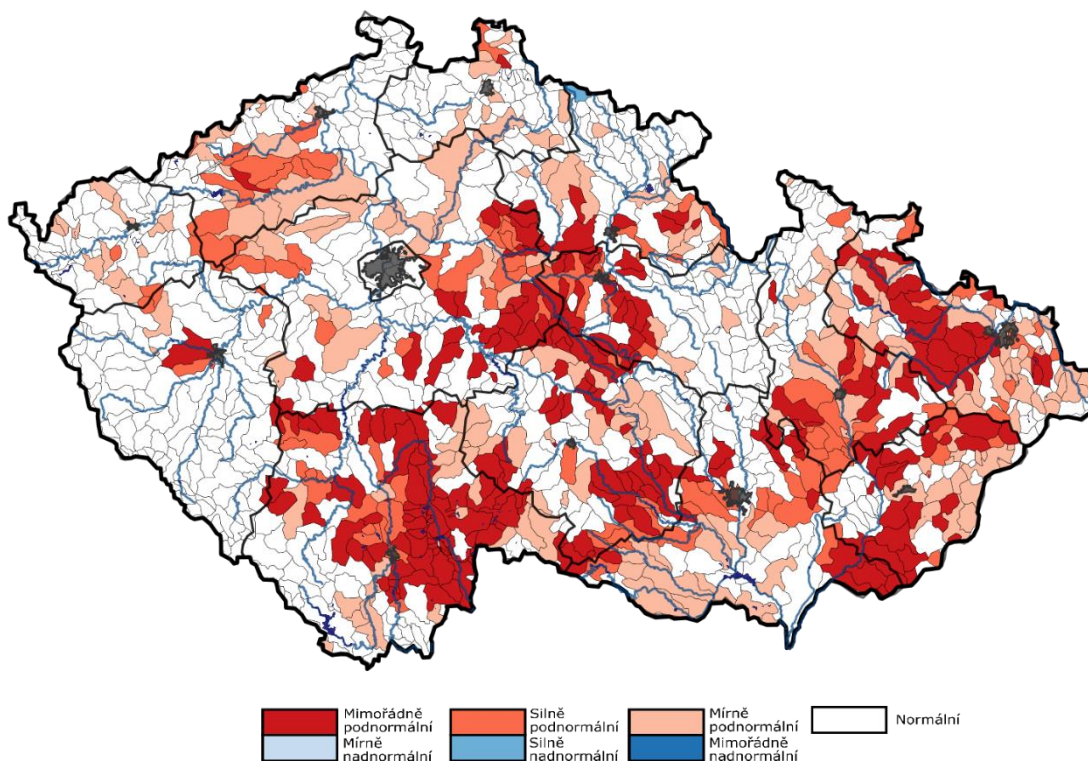 Mimořádně
podnormální
Silně
podnormální
Mírně
podnormální
Normální
Mírně
nadnormální
Silně
nadnormální
Mimořádně
nadnormální